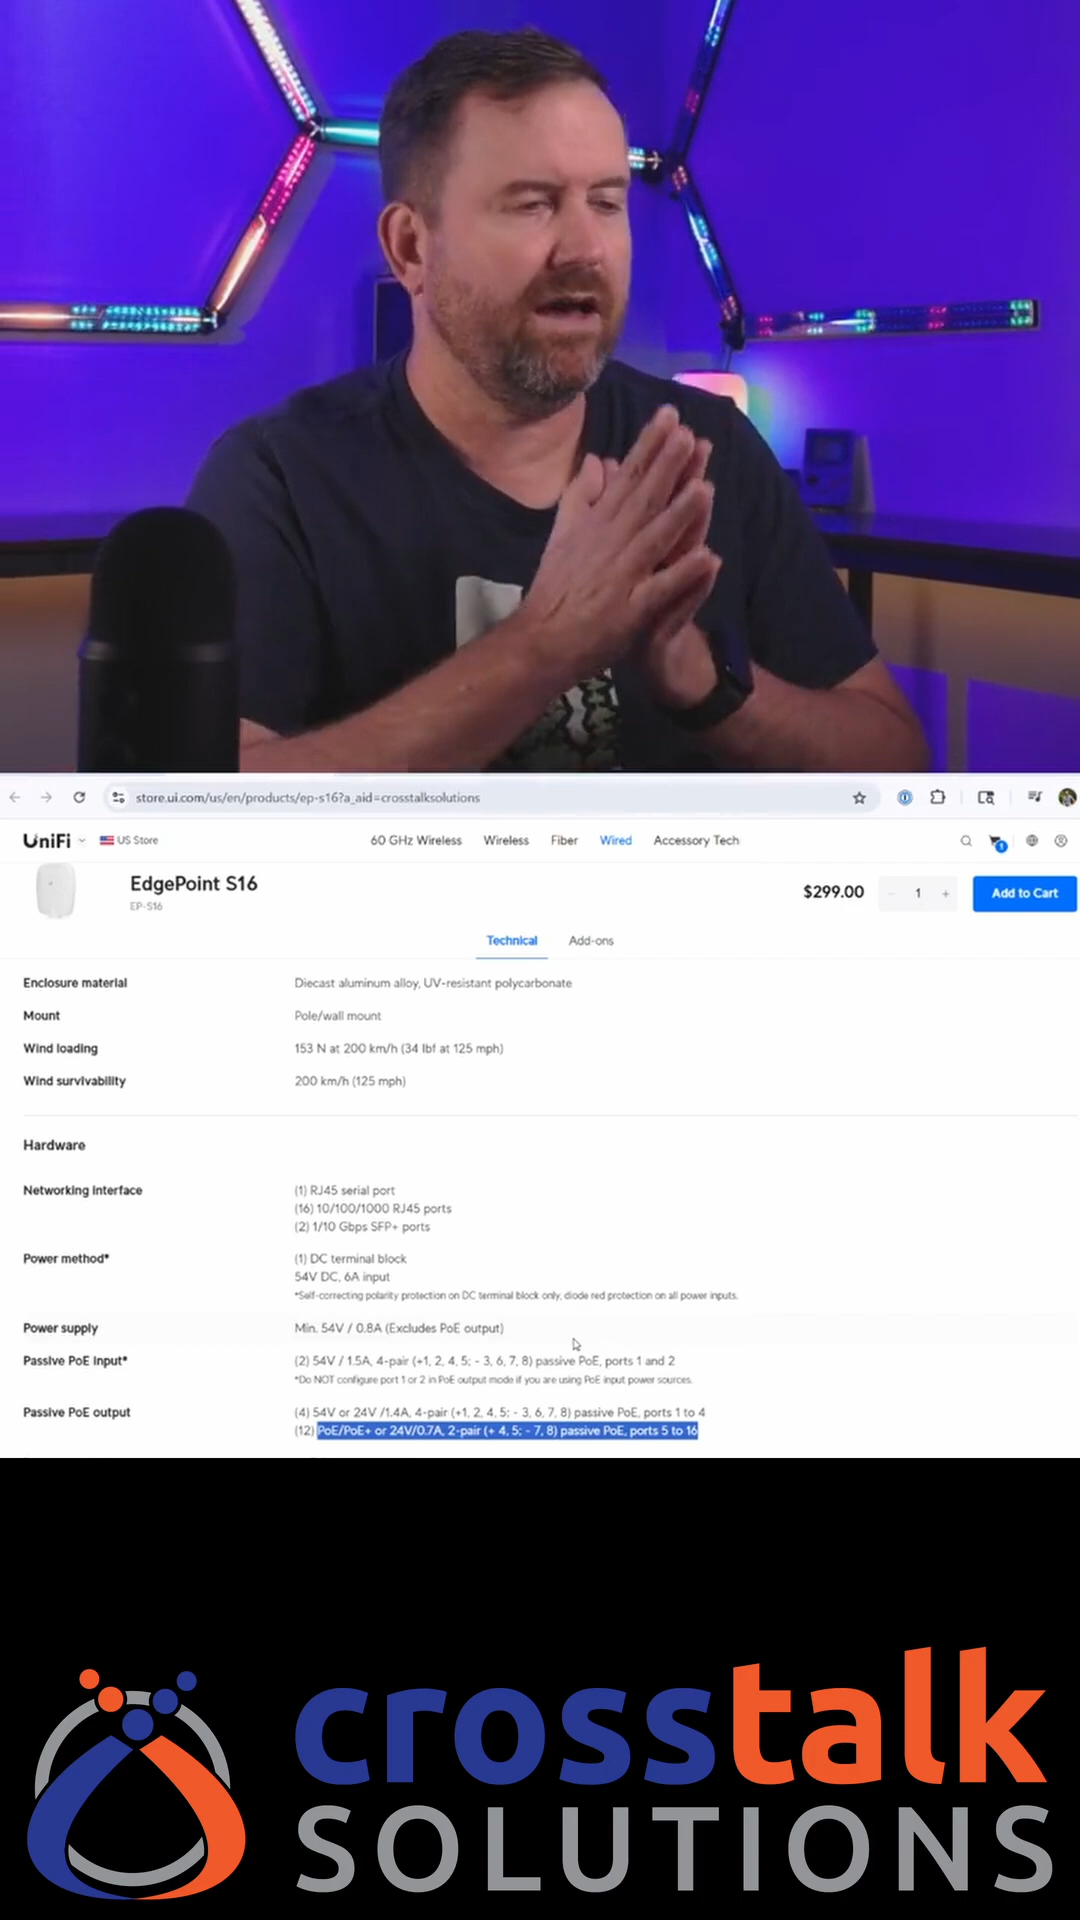 store.ui.com/us/en/products/ep-s16?a_aid=crosstalksolutions
UniFi US Store 60 GHz Wireless Wireless Fiber Wired Accessory Tech 1
EdgePoint S16
EP-S16
$299.00 − 1 + Add to Cart
Technical Add-ons
Enclosure material Diecast aluminum alloy, UV-resistant polycarbonate
Mount Pole/wall mount
Wind loading 153 N at 200 km/h (34 lbf at 125 mph)
Wind survivability 200 km/h (125 mph)
Hardware
Networking interface (1) RJ45 serial port
(16) 10/100/1000 RJ45 ports
(2) 1/10 Gbps SFP+ ports
Power method* (1) DC terminal block
54V DC, 6A input
*Self-correcting polarity protection on DC terminal block only, diode red protection on all power inputs.
Power supply Min. 54V / 0.8A (Excludes PoE output)
Passive PoE input* (2) 54V / 1.5A, 4-pair (+1, 2, 4, 5; - 3, 6, 7, 8) passive PoE, ports 1 and 2
*Do NOT configure port 1 or 2 in PoE output mode if you are using PoE input power sources.
Passive PoE output (4) 54V or 24V /1.4A, 4-pair (+1, 2, 4, 5; - 3, 6, 7, 8) passive PoE, ports 1 to 4
(12) PoE/PoE+ or 24V/0.7A, 2-pair (+ 4, 5; - 7, 8) passive PoE, ports 5 to 16
crosstalk
SOLUTIONS